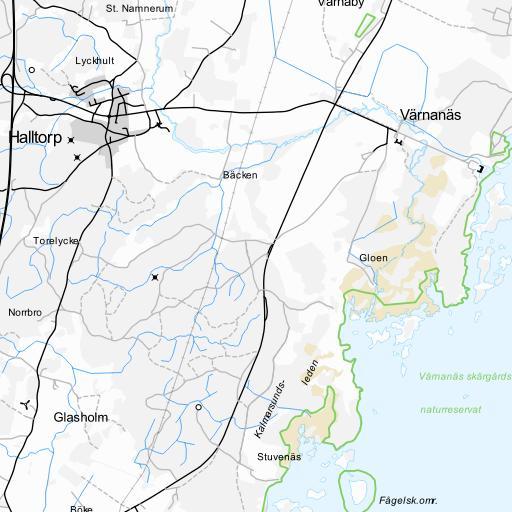 Värnaby
St. Namnerum
Lyckhult
Värnanäs
Halltorp
Bäcken
Torelycke
Gloen
Norrbro
Kalmarsunds-
leden
Värnanäs skärgårds
naturreservat
Glasholm
Stuvenäs
Fågelsk.omr.
Böke